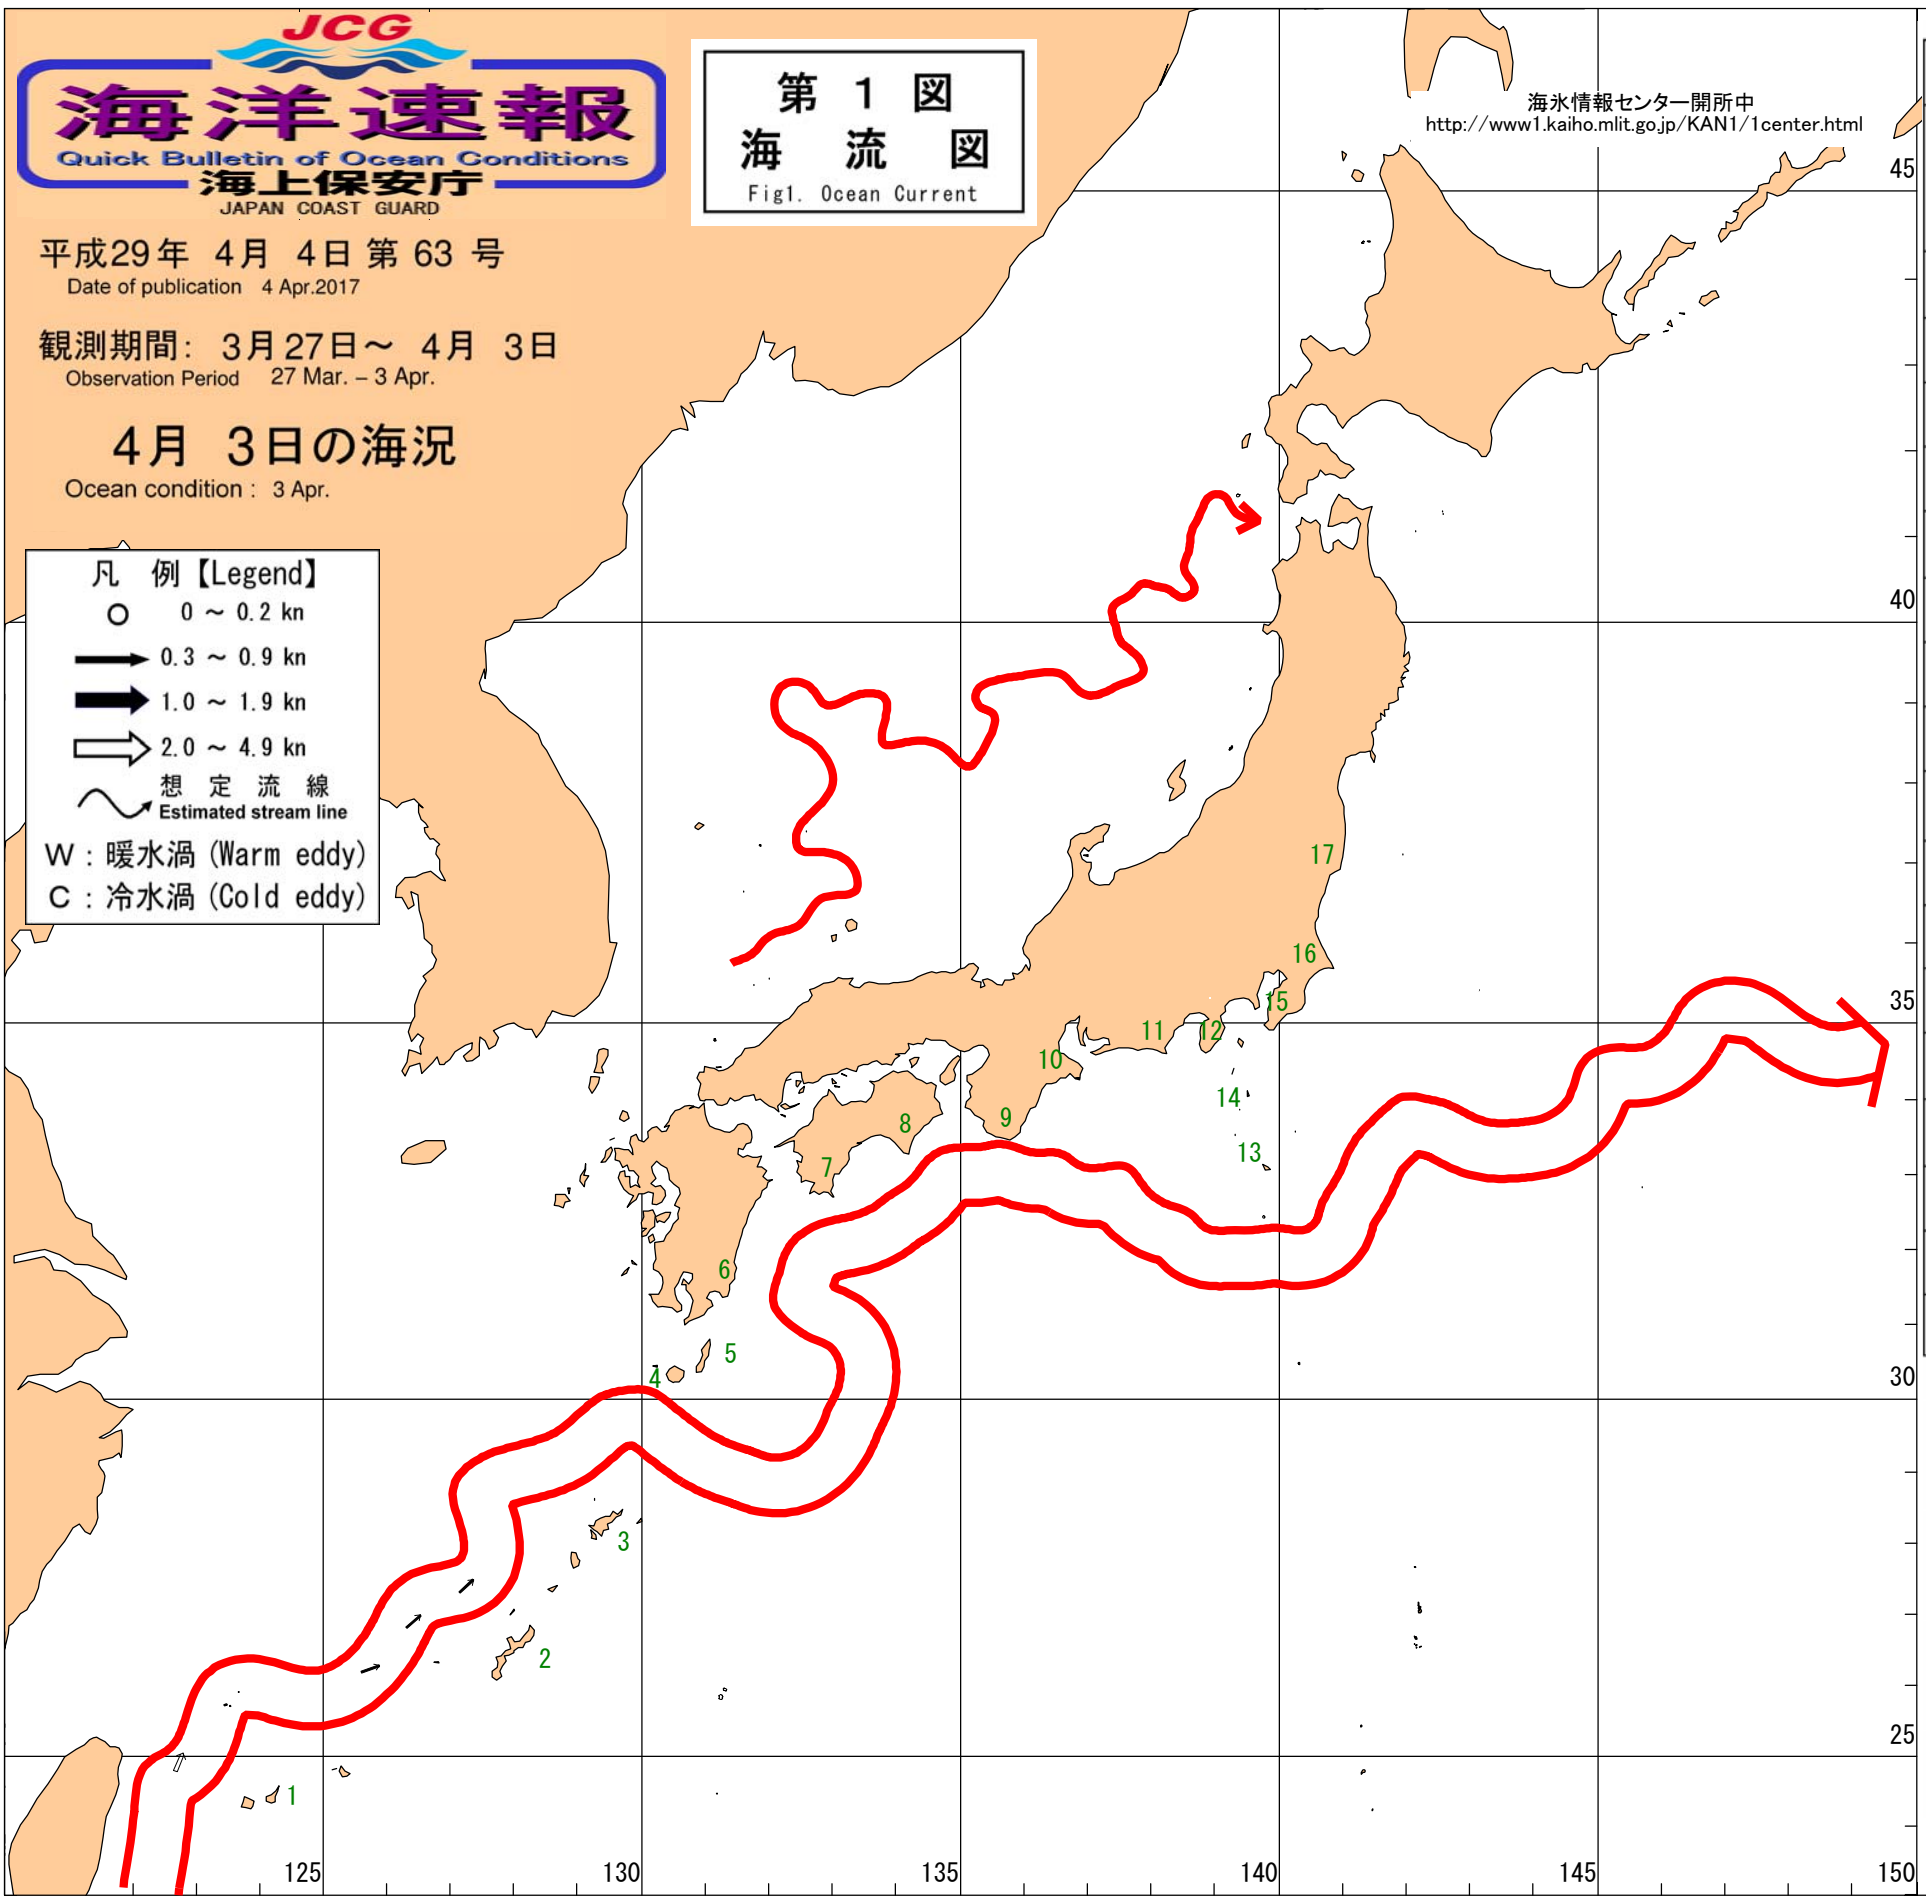 JCG
海洋速報
Quick Bulletin of Ocean Conditions
海上保安庁
JAPAN COAST GUARD
平成29年 4月 4日 第 63 号
Date of publication 4 Apr.2017
観測期間: 3月27日～ 4月 3日
Observation Period 27 Mar. – 3 Apr.
4月 3日の海況
Ocean condition : 3 Apr.
第 1 図
海 流 図
Fig1. Ocean Current
海氷情報センター開所中
http://www1.kaiho.mlit.go.jp/KAN1/1center.html
凡 例【Legend】
0 ～ 0.2 kn
0.3 ～ 0.9 kn
1.0 ～ 1.9 kn
2.0 ～ 4.9 kn
想 定 流 線
Estimated stream line
W : 暖水渦 (Warm eddy)
C : 冷水渦 (Cold eddy)
45
40
35
30
25
17
16
15
11
12
10
14
9
8
13
7
6
5
4
3
2
1
125
130
135
140
145
150